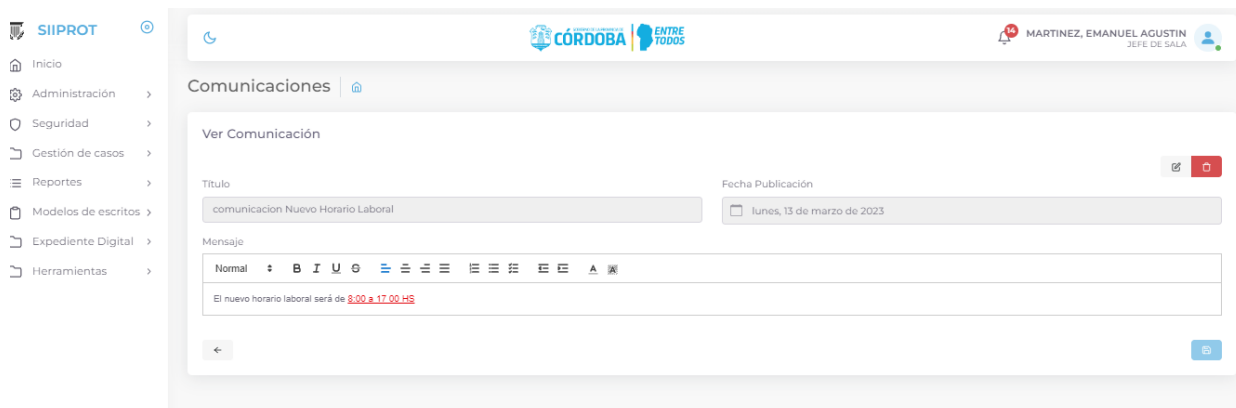 SIIPROT
Inicio
Administración
Seguridad
Gestión de casos
Reportes
Modelos de escritos
Expediente Digital
Herramientas
CÓRDOBA
ENTRE
TODOS
14
MARTINEZ, EMANUEL AGUSTIN
JEFE DE SALA
Comunicaciones
Ver Comunicación
Título
comunicacion Nuevo Horario Laboral
Fecha Publicación
lunes, 13 de marzo de 2023
Mensaje
Normal B I U S A A
El nuevo horario laboral será de 8:00 a 17 00 HS